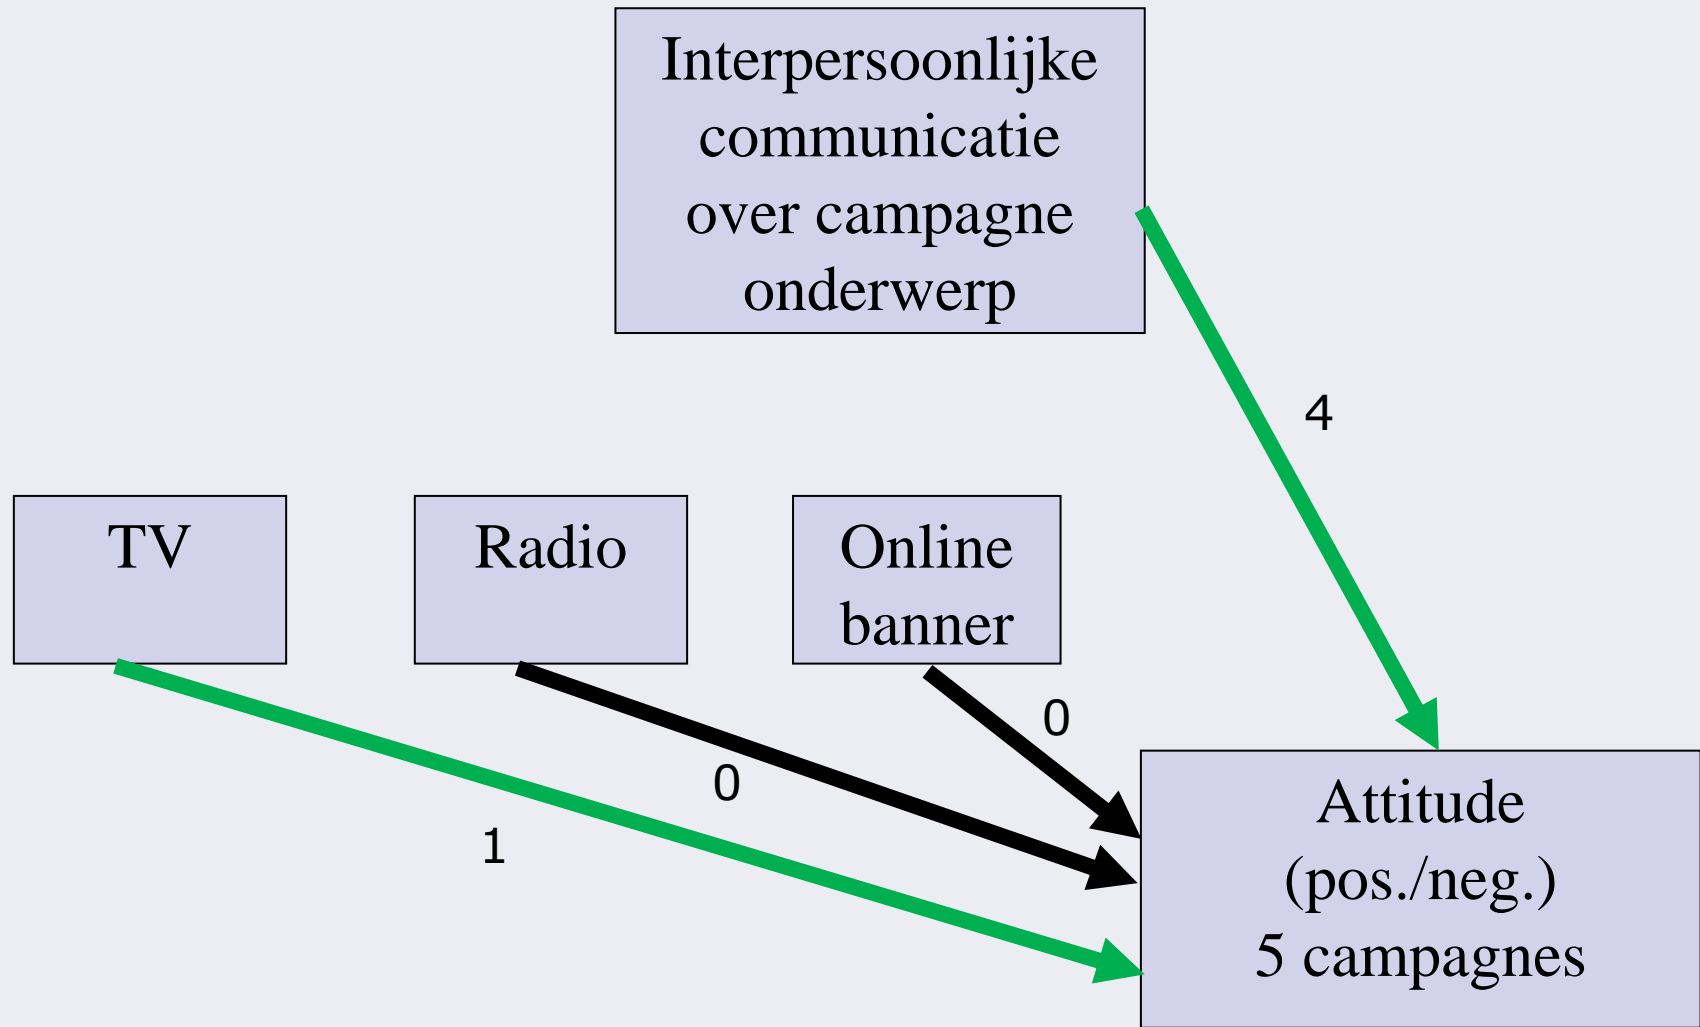 Interpersoonlijke
communicatie
over campagne
onderwerp
4
TV
Radio
Online
banner
0
0
1
Attitude
(pos./neg.)
5 campagnes